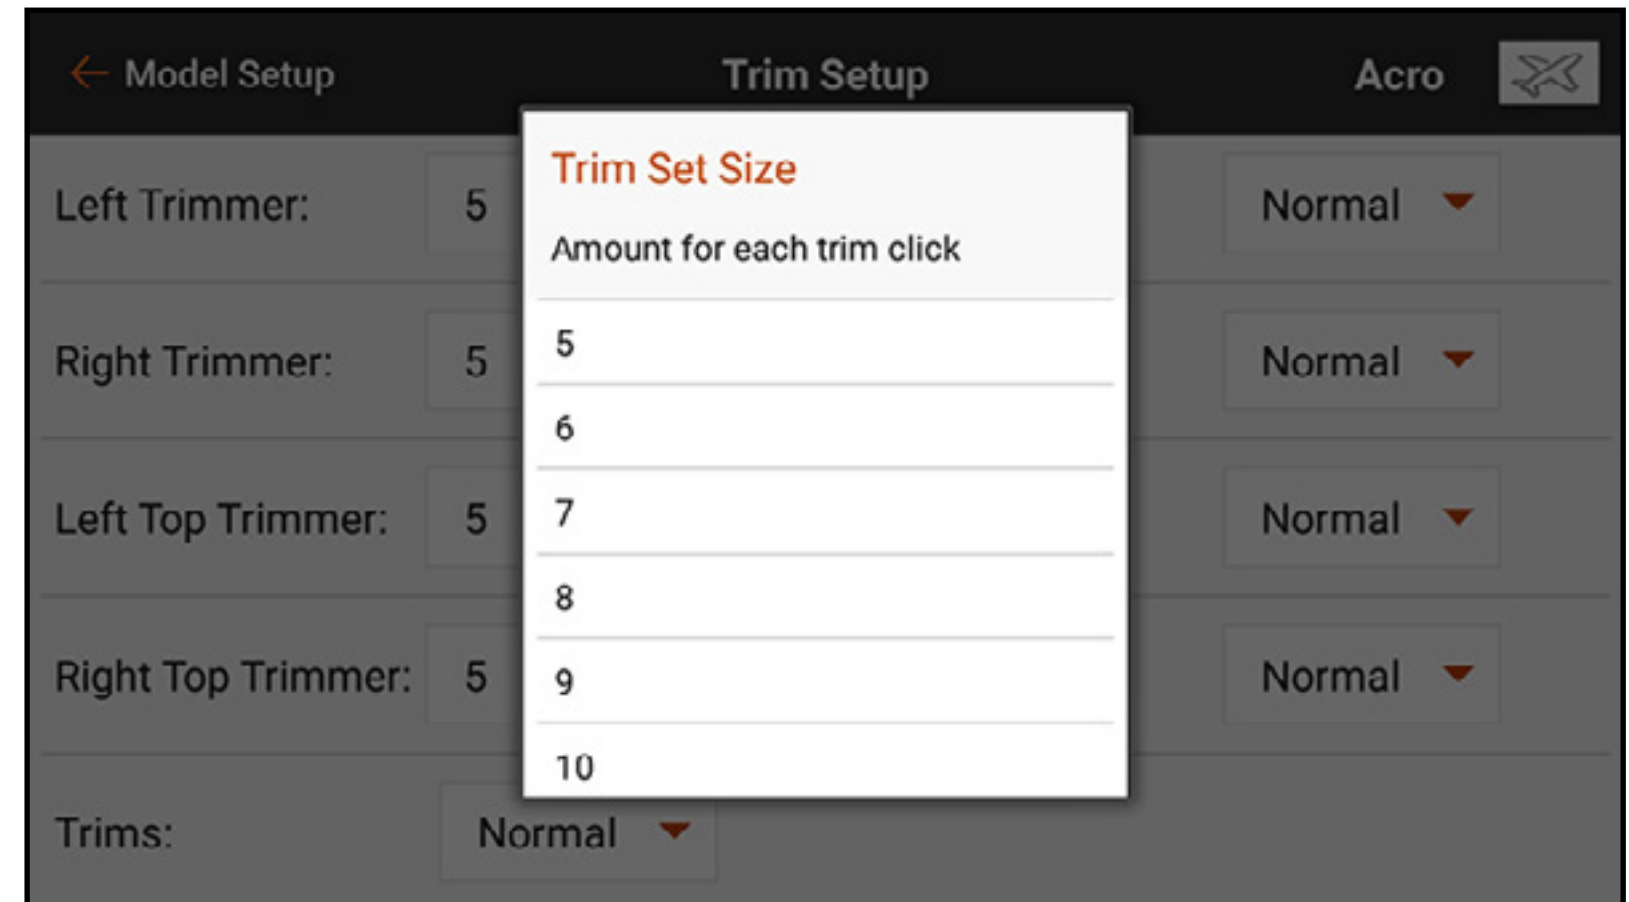 Model Setup Trim Setup Acro
Trim Set Size
Amount for each trim click
5
6
7
8
9
10
Left Trimmer: 5 Normal
Right Trimmer: 5 Normal
Left Top Trimmer: 5 Normal
Right Top Trimmer: 5 Normal
Trims: Normal